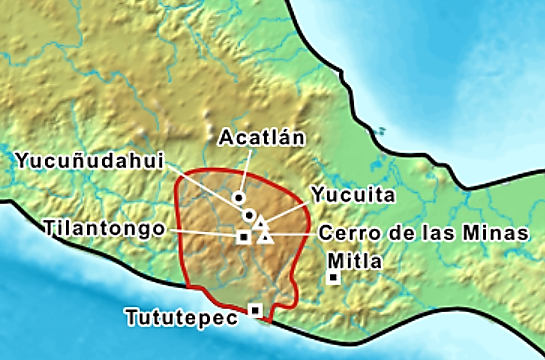 Acatlán
Yucuñudahui
Yucuita
Tilantongo
Cerro de las Minas
Mitla
Tututepec